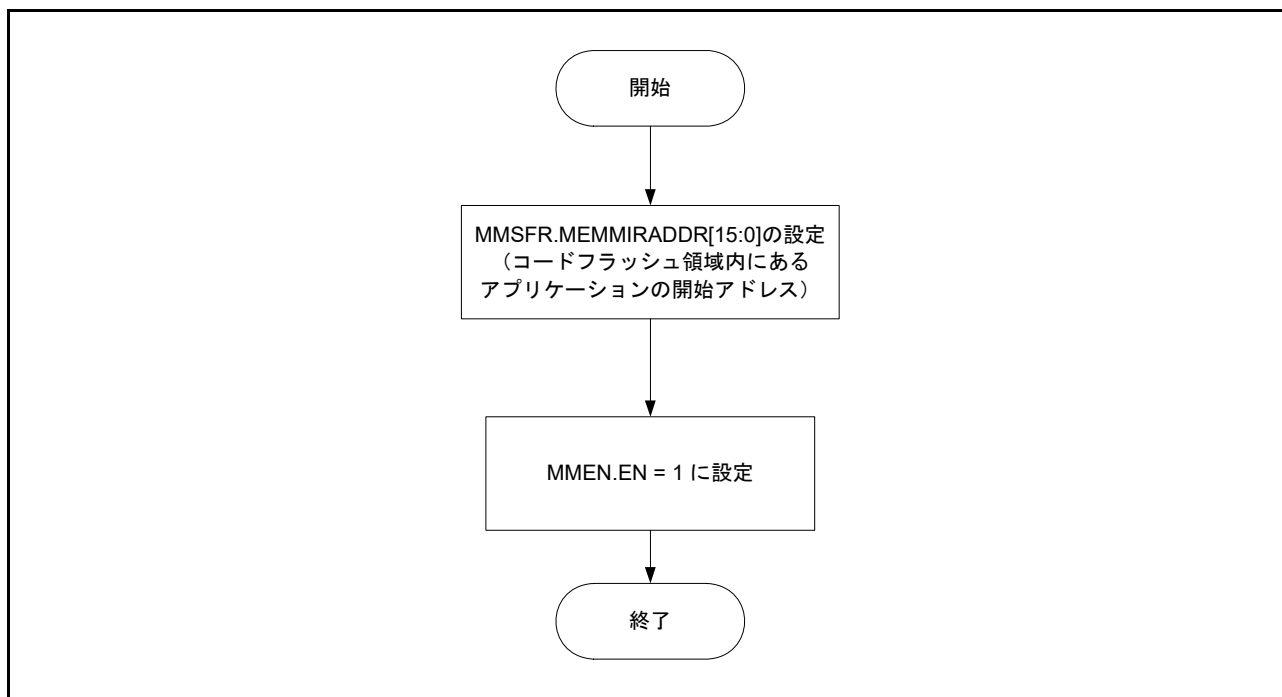 開始
MMSFR.MEMMIRADDR[15:0]の設定
（コードフラッシュ領域内にある
アプリケーションの開始アドレス）
MMEN.EN = 1 に設定
終了